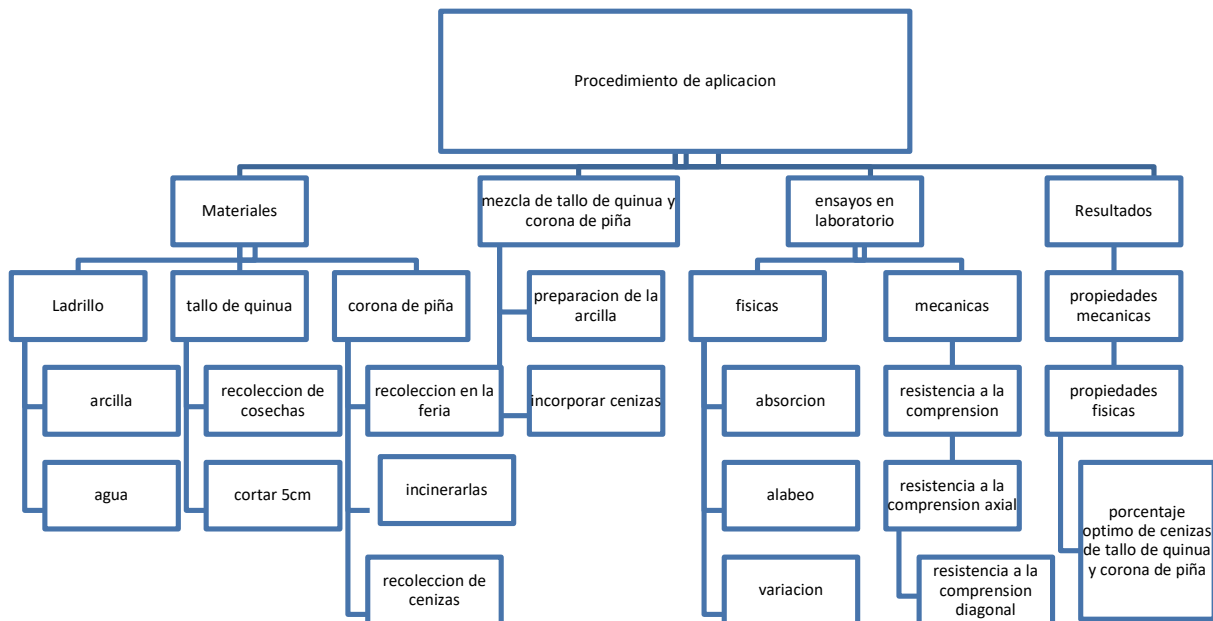 Procedimiento de aplicacion
Materiales
mezcla de tallo de quinua y
corona de piña
ensayos en
laboratorio
Resultados
Ladrillo
tallo de quinua
corona de piña
preparacion de la
arcilla
fisicas
mecanicas
propiedades
mecanicas
arcilla
recoleccion de
cosechas
recoleccion en la
feria
incorporar cenizas
absorcion
resistencia a la
comprension
propiedades
fisicas
agua
cortar 5cm
incinerarlas
alabeo
resistencia a la
comprension axial
porcentaje
optimo de cenizas
de tallo de quinua
y corona de piña
recoleccion de
cenizas
variacion
resistencia a la
comprension
diagonal